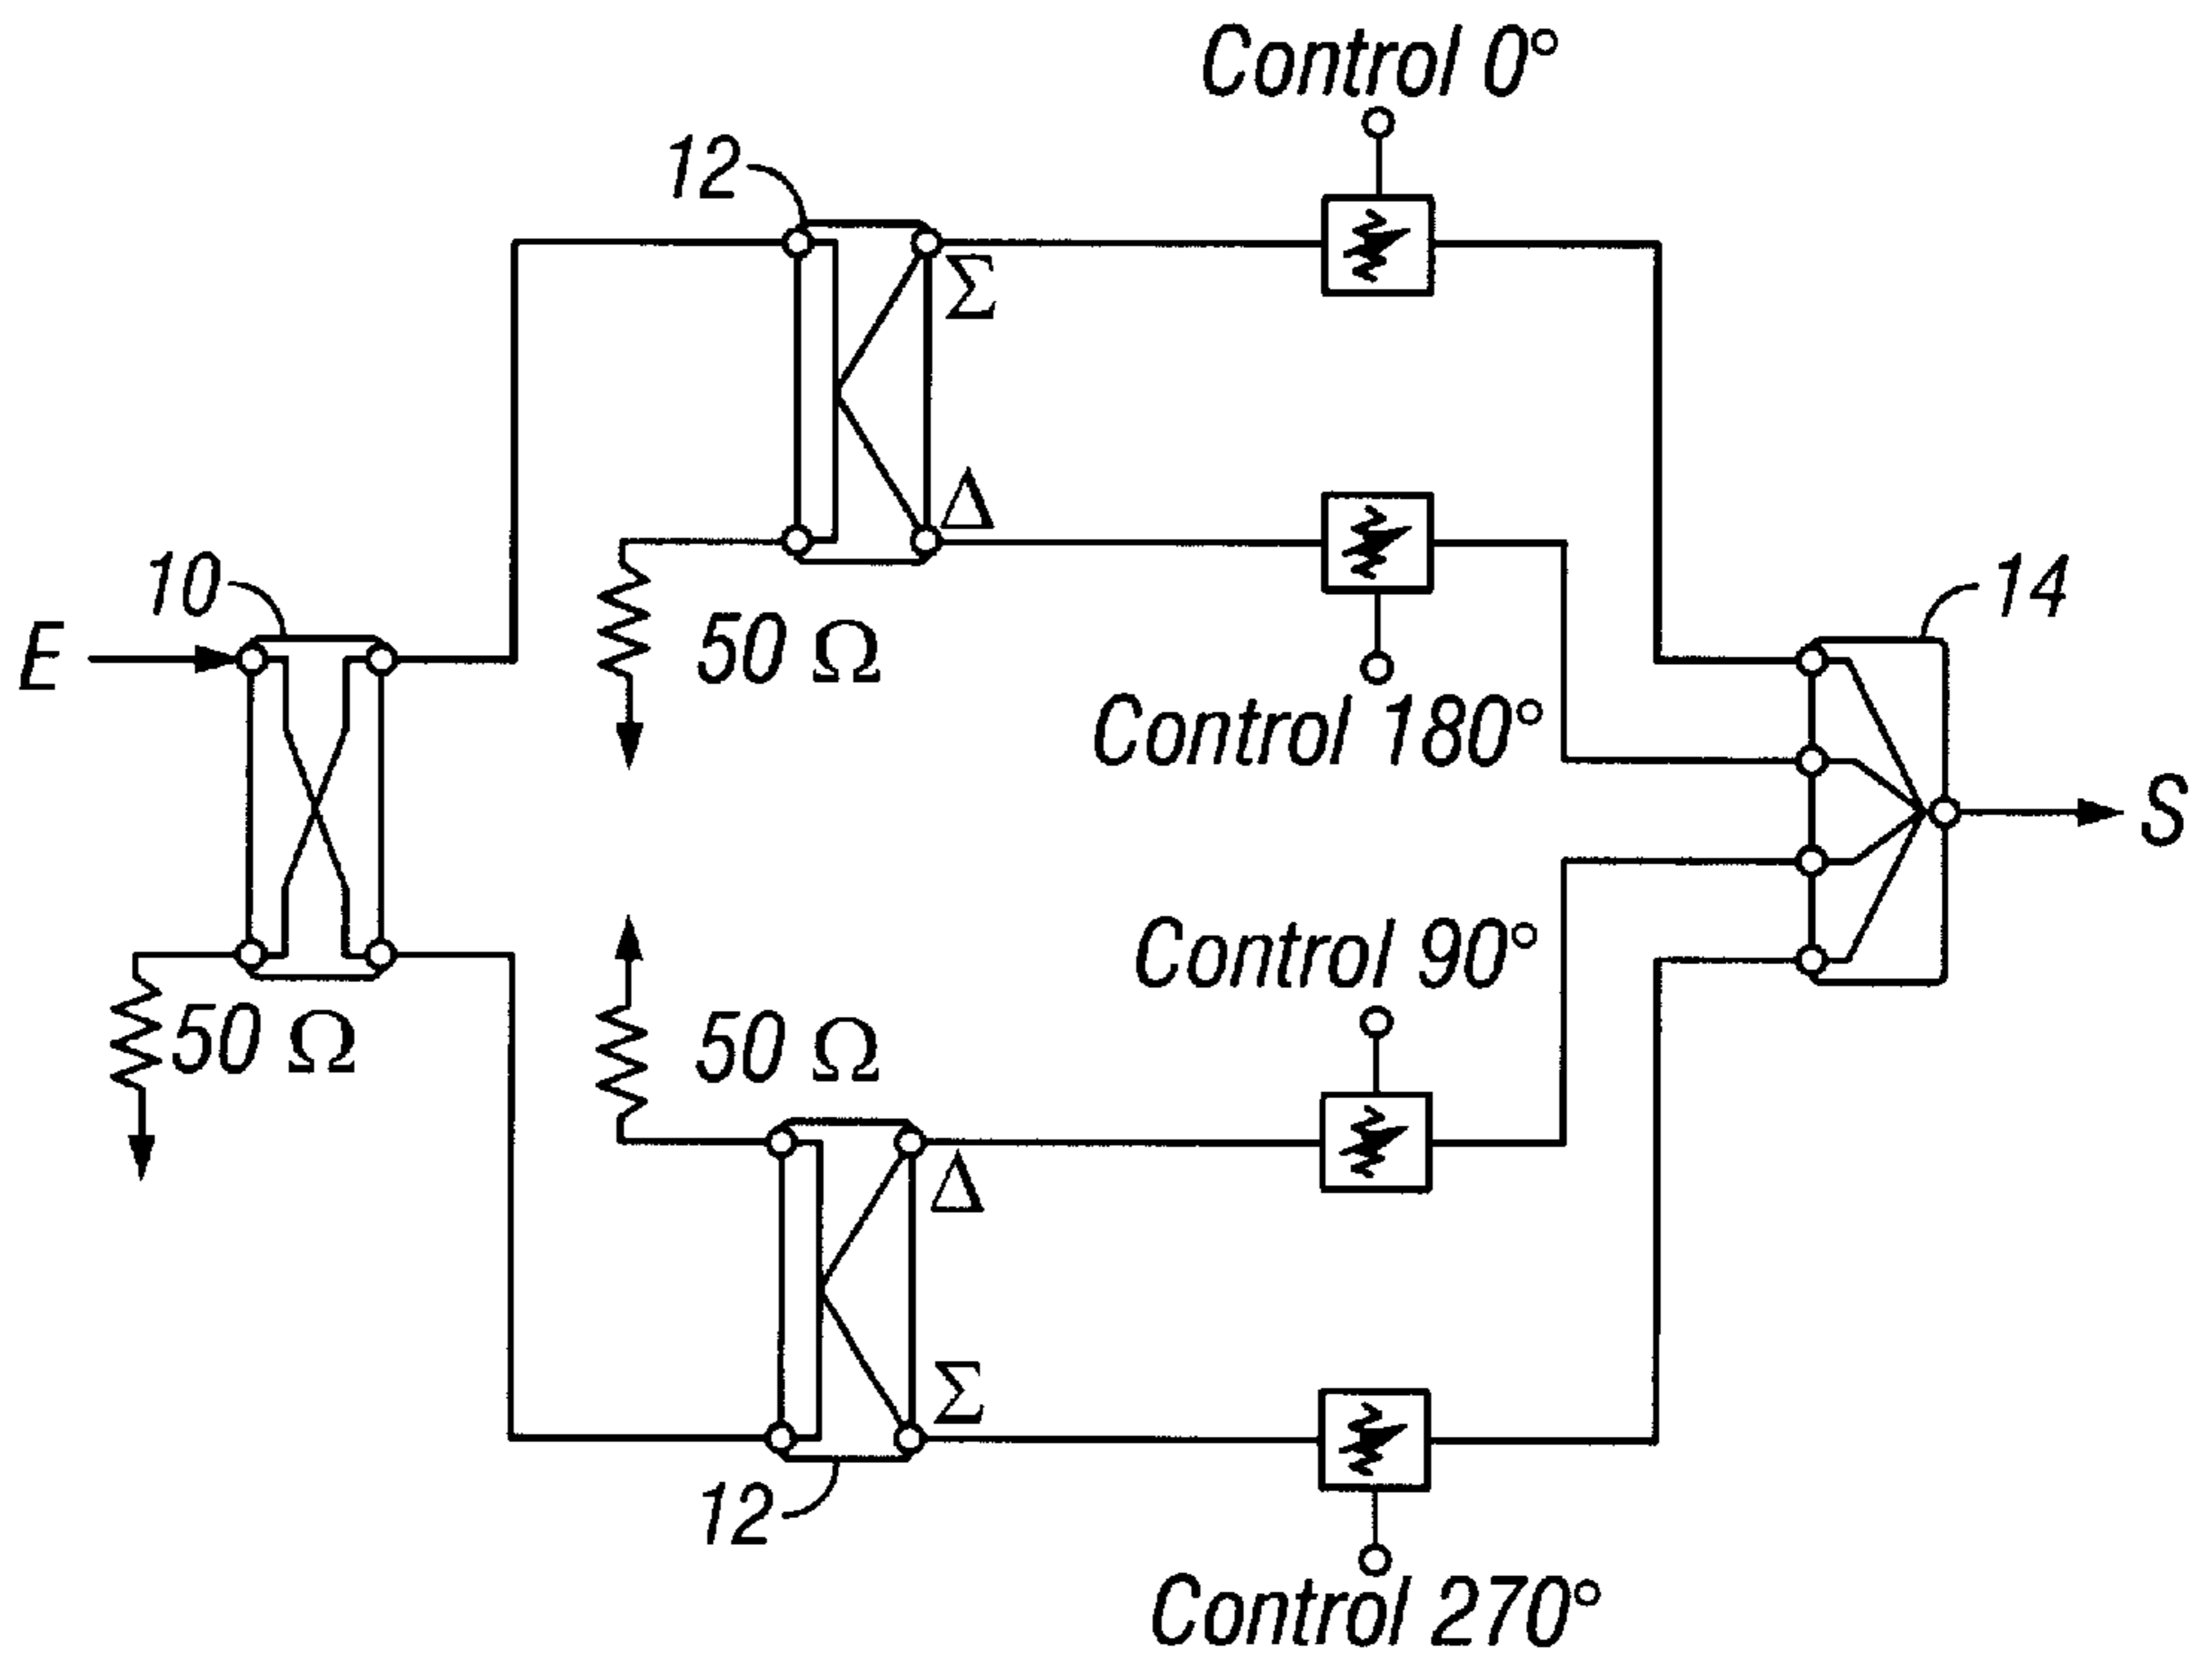 Control 0°
12
Σ
Δ
10
E
50 Ω
Control 180°
14
S
Control 90°
50 Ω
50 Ω
Δ
Σ
12
Control 270°